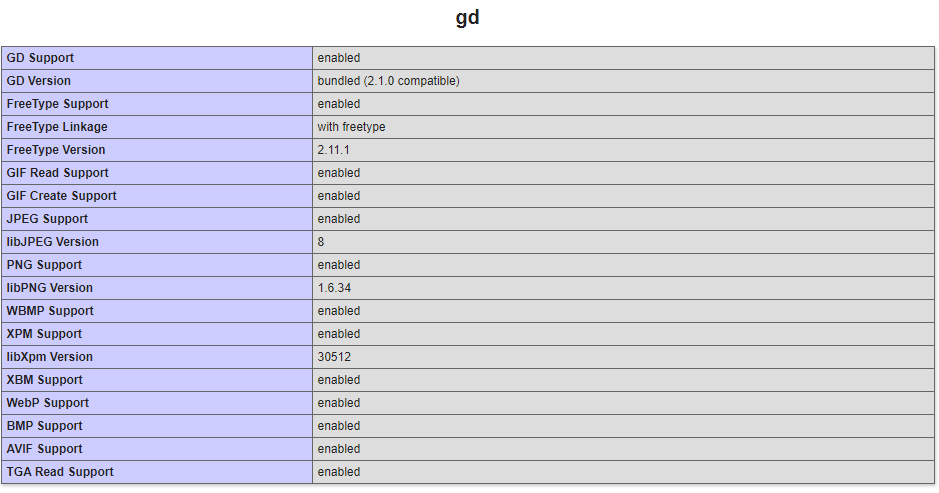 gd
GD Support enabled
GD Version bundled (2.1.0 compatible)
FreeType Support enabled
FreeType Linkage with freetype
FreeType Version 2.11.1
GIF Read Support enabled
GIF Create Support enabled
JPEG Support enabled
libJPEG Version 8
PNG Support enabled
libPNG Version 1.6.34
WBMP Support enabled
XPM Support enabled
libXpm Version 30512
XBM Support enabled
WebP Support enabled
BMP Support enabled
AVIF Support enabled
TGA Read Support enabled